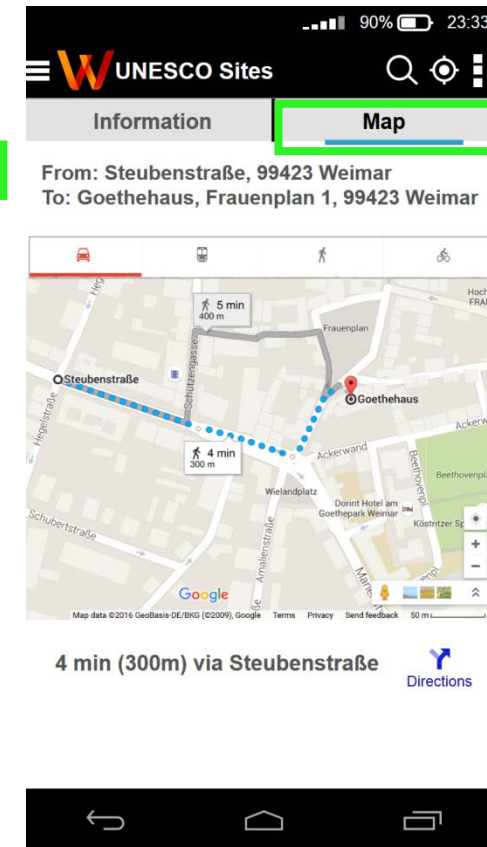 90% 23:33
UNESCO Sites
Information Map
From: Steubenstraße, 99423 Weimar
To: Goethehaus, Frauenplan 1, 99423 Weimar
5 min
400 m
Frauenplan
Steubenstraße
Schützengasse
Goethehaus
Hegelstraße
4 min
300 m
Ackerwand
Wielandplatz
Beethovenpl
Dorint Hotel am
Goethepark Weimar
Köstritzer Sp
Schubertstraße
Amalienstraße
Google
Map data ©2016 GeoBasis-DE/BKG (©2009), Google Terms Privacy Send feedback 50 m
4 min (300m) via Steubenstraße
Directions